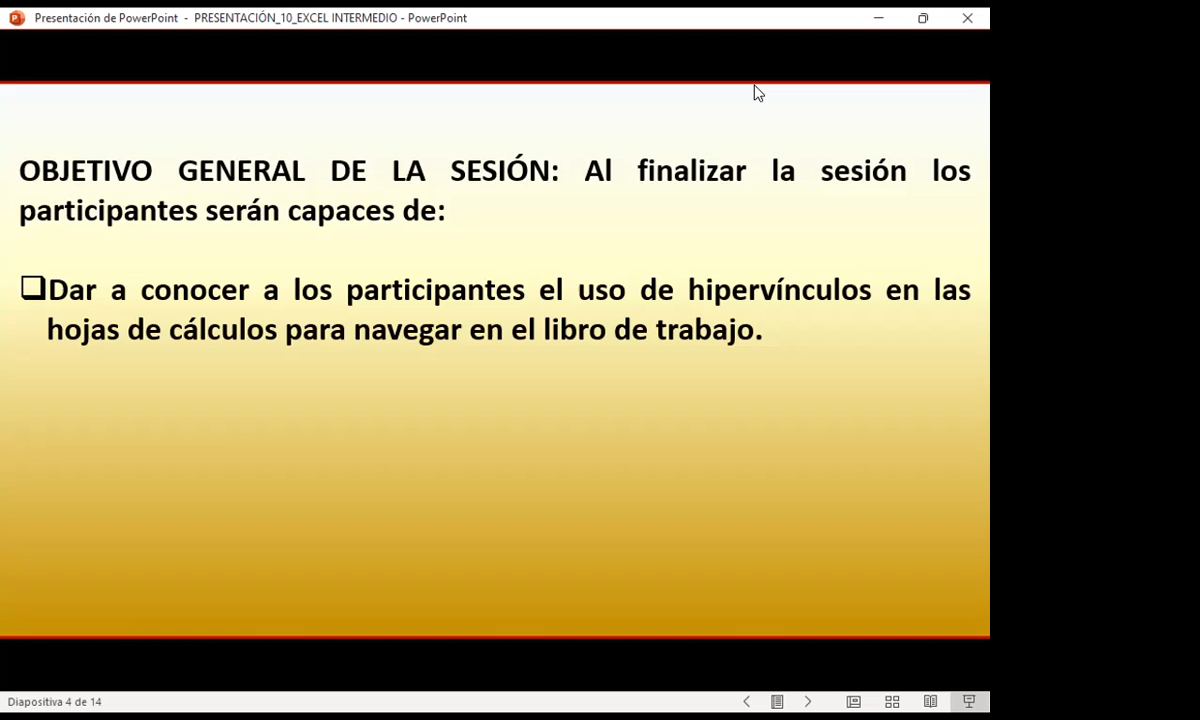 Presentación de PowerPoint - PRESENTACIÓN_10_EXCEL INTERMEDIO - PowerPoint
OBJETIVO GENERAL DE LA SESIÓN: Al finalizar la sesión los
participantes serán capaces de:
Dar a conocer a los participantes el uso de hipervínculos en las
hojas de cálculos para navegar en el libro de trabajo.
Diapositiva 4 de 14